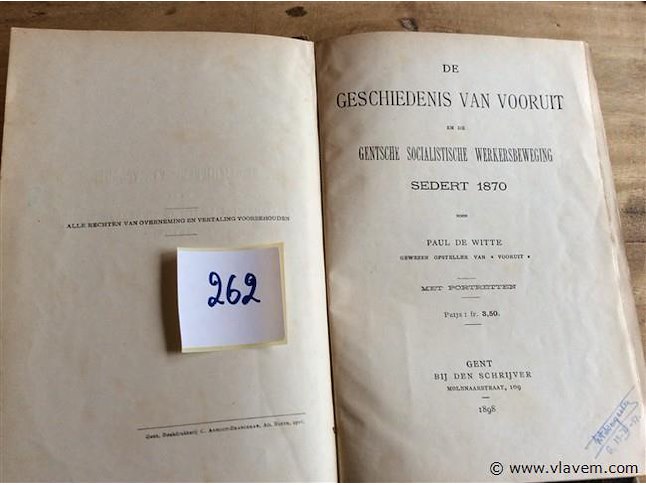 ALLE RECHTEN VAN OVERNEMING EN VERTALING VOORBEHOUDEN
262
Gent, Boekdrukkerij C.
DE
GESCHIEDENIS VAN VOORUIT
EN DE
GENTSCHE SOCIALISTISCHE WERKERSBEWEGING
SEDERT 1870
DOOR
PAUL DE WITTE
GEWEZEN OPSTELLER VAN « VOORUIT »
MET PORTRETTEN
Prijs : fr. 3,50.
GENT
BIJ DEN SCHRIJVER
MOLENAARSTRAAT, 109
1898
© www.vlavem.com